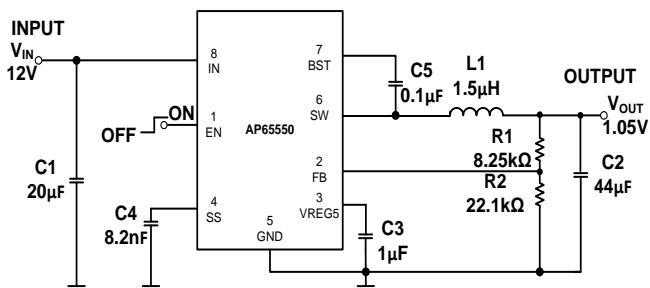 INPUT
VIN
12V
C1
20µF
OFF
ON
C4
8.2nF
8
IN
1
EN
4
SS
AP65550
5
GND
7
BST
6
SW
2
FB
3
VREG5
C5
0.1µF
L1
1.5µH
C3
1µF
R1
8.25kΩ
R2
22.1kΩ
OUTPUT
VOUT
1.05V
C2
44µF